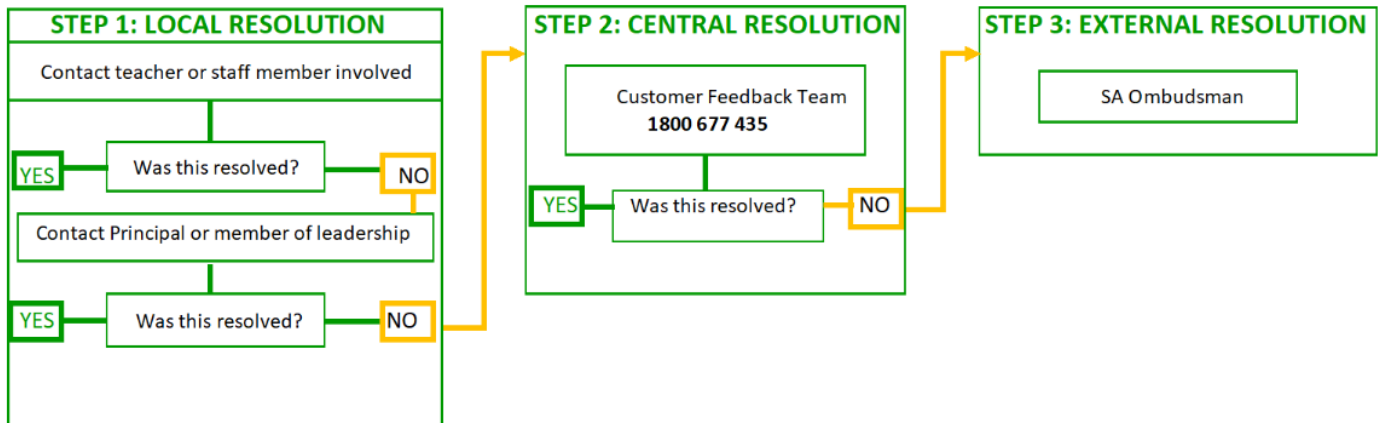 STEP 1: LOCAL RESOLUTION
Contact teacher or staff member involved
Was this resolved?
YES
NO
Contact Principal or member of leadership
Was this resolved?
YES
NO
STEP 2: CENTRAL RESOLUTION
Customer Feedback Team
1800 677 435
Was this resolved?
YES
NO
STEP 3: EXTERNAL RESOLUTION
SA Ombudsman